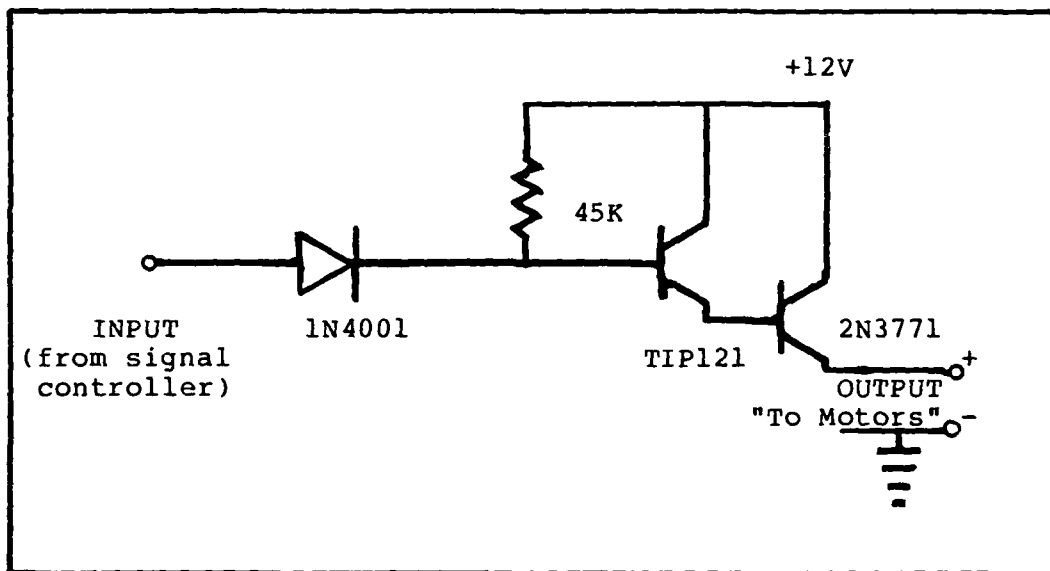 +12V
45K
INPUT
(from signal
controller)
1N4001
TIP121
2N3771
+
OUTPUT
"To Motors"
-